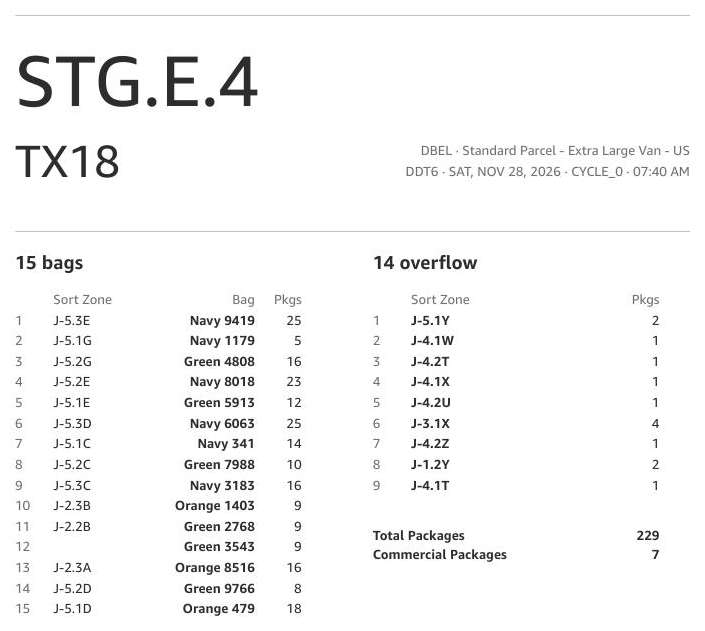 STG.E.4
TX18
DBEL · Standard Parcel - Extra Large Van - US
DDT6 · SAT, NOV 28, 2026 · CYCLE_0 · 07:40 AM
15 bags
Sort Zone Bag Pkgs
1 J-5.3E Navy 9419 25
2 J-5.1G Navy 1179 5
3 J-5.2G Green 4808 16
4 J-5.2E Navy 8018 23
5 J-5.1E Green 5913 12
6 J-5.3D Navy 6063 25
7 J-5.1C Navy 341 14
8 J-5.2C Green 7988 10
9 J-5.3C Navy 3183 16
10 J-2.3B Orange 1403 9
11 J-2.2B Green 2768 9
12 Green 3543 9
13 J-2.3A Orange 8516 16
14 J-5.2D Green 9766 8
15 J-5.1D Orange 479 18
14 overflow
Sort Zone Pkgs
1 J-5.1Y 2
2 J-4.1W 1
3 J-4.2T 1
4 J-4.1X 1
5 J-4.2U 1
6 J-3.1X 4
7 J-4.2Z 1
8 J-1.2Y 2
9 J-4.1T 1
Total Packages 229
Commercial Packages 7